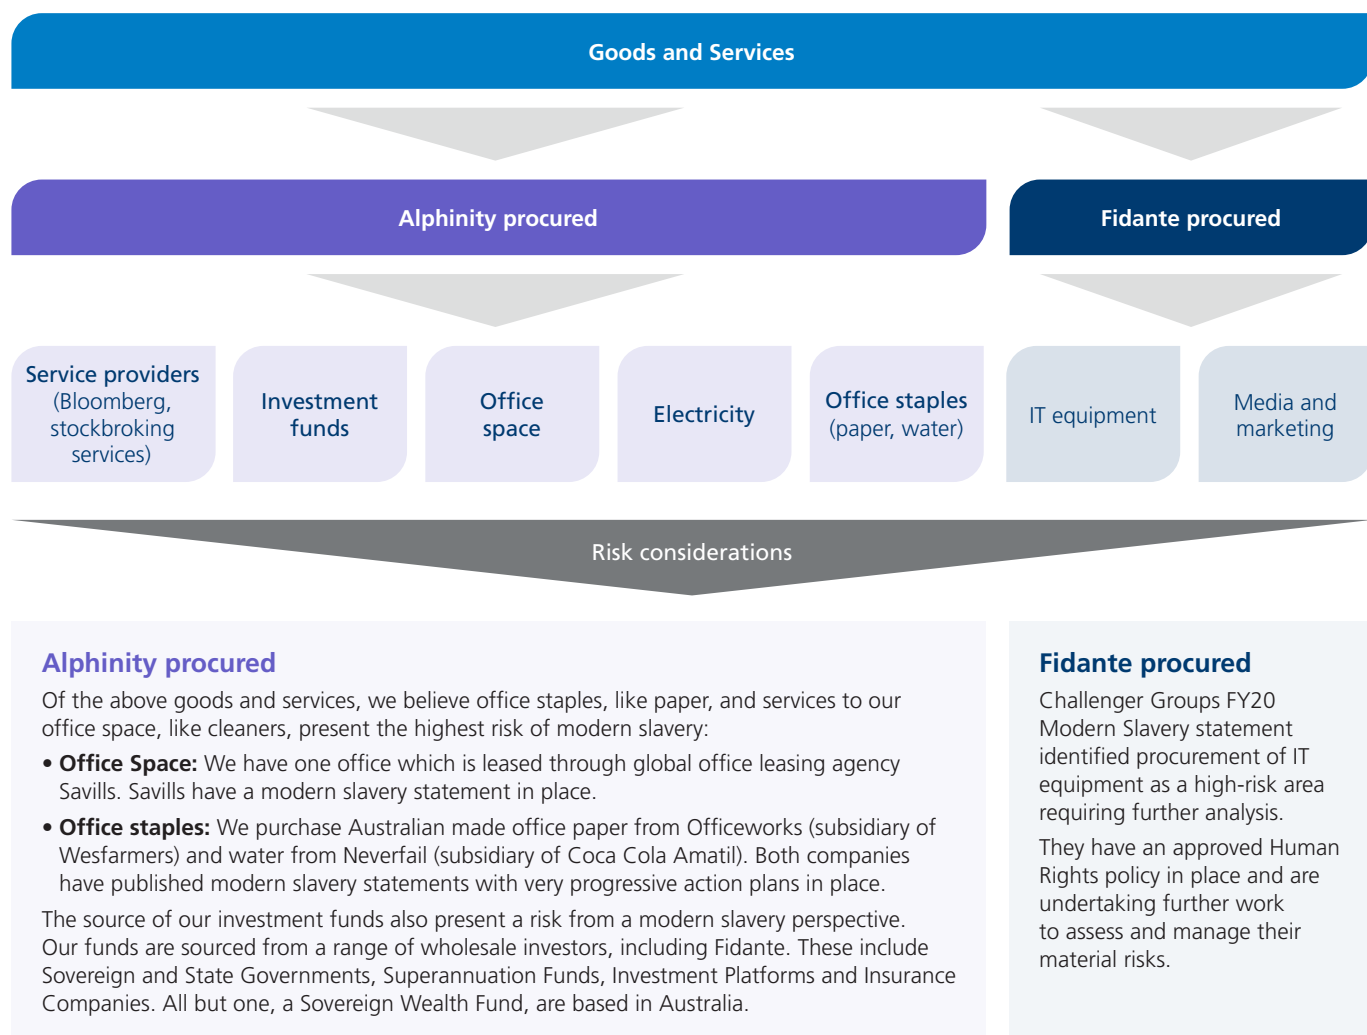 Goods and Services
Alphinity procured
Fidante procured
Service providers
(Bloomberg,
stockbroking
services)
Investment
funds
Office
space
Electricity
Office staples
(paper, water)
IT equipment
Media and
marketing
Risk considerations
Alphinity procured
Of the above goods and services, we believe office staples, like paper, and services to our
office space, like cleaners, present the highest risk of modern slavery:
• Office Space: We have one office which is leased through global office leasing agency
Savills. Savills have a modern slavery statement in place.
• Office staples: We purchase Australian made office paper from Officeworks (subsidiary of
Wesfarmers) and water from Neverfail (subsidiary of Coca Cola Amatil). Both companies
have published modern slavery statements with very progressive action plans in place.
The source of our investment funds also present a risk from a modern slavery perspective.
Our funds are sourced from a range of wholesale investors, including Fidante. These include
Sovereign and State Governments, Superannuation Funds, Investment Platforms and Insurance
Companies. All but one, a Sovereign Wealth Fund, are based in Australia.
Fidante procured
Challenger Groups FY20
Modern Slavery statement
identified procurement of IT
equipment as a high-risk area
requiring further analysis.
They have an approved Human
Rights policy in place and are
undertaking further work
to assess and manage their
material risks.